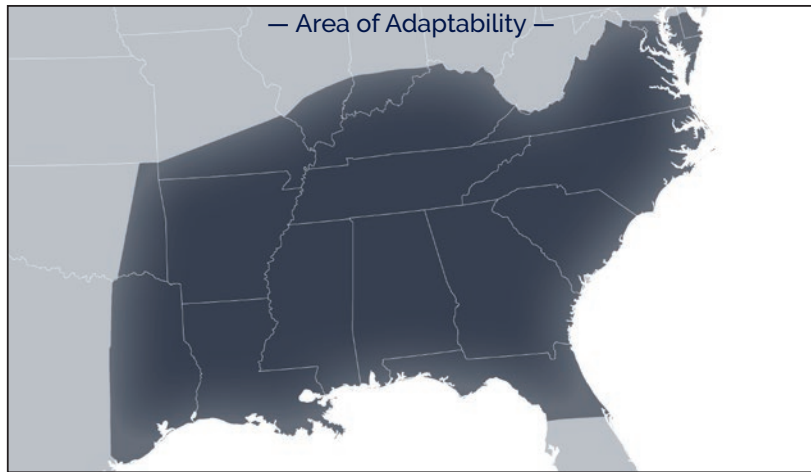 — Area of Adaptability —